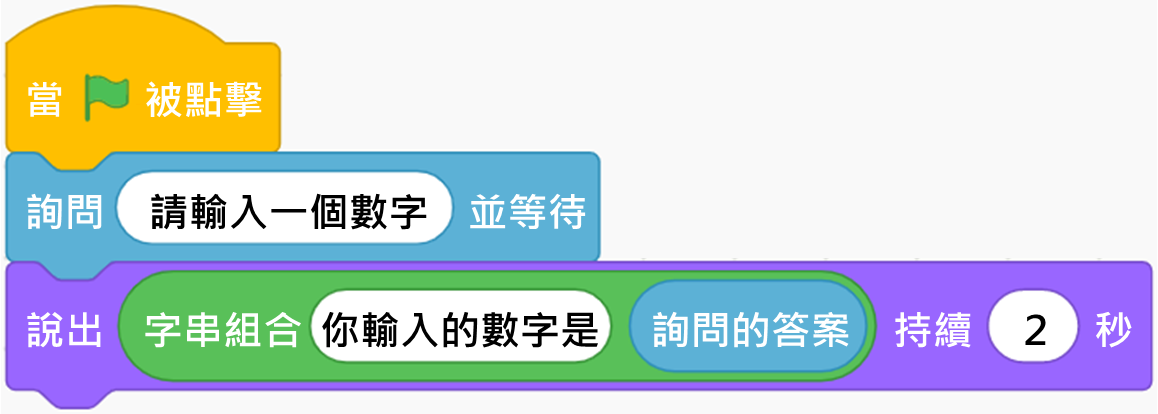 當 被點擊
詢問 請輸入一個數字 並等待
說出 字串組合 你輸入的數字是 詢問的答案 持續 2 秒